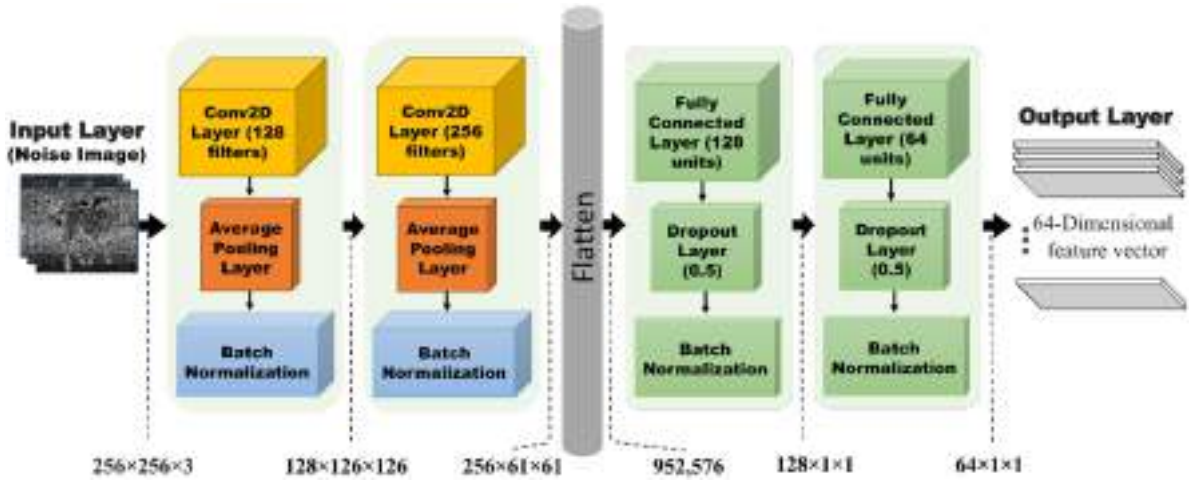 Input Layer
(Noise Image)
Conv2D
Layer (128
filters)
Average
Pooling
Layer
Batch
Normalization
Conv2D
Layer (256
filters)
Average
Pooling
Layer
Batch
Normalization
Flatten
Fully
Connected
Layer (128
units)
Dropout
Layer
(0.5)
Batch
Normalization
Fully
Connected
Layer (64
units)
Dropout
Layer
(0.5)
Batch
Normalization
Output Layer
64-Dimensional
feature vector
256×256×3
128×126×126
256×61×61
952,576
128×1×1
64×1×1